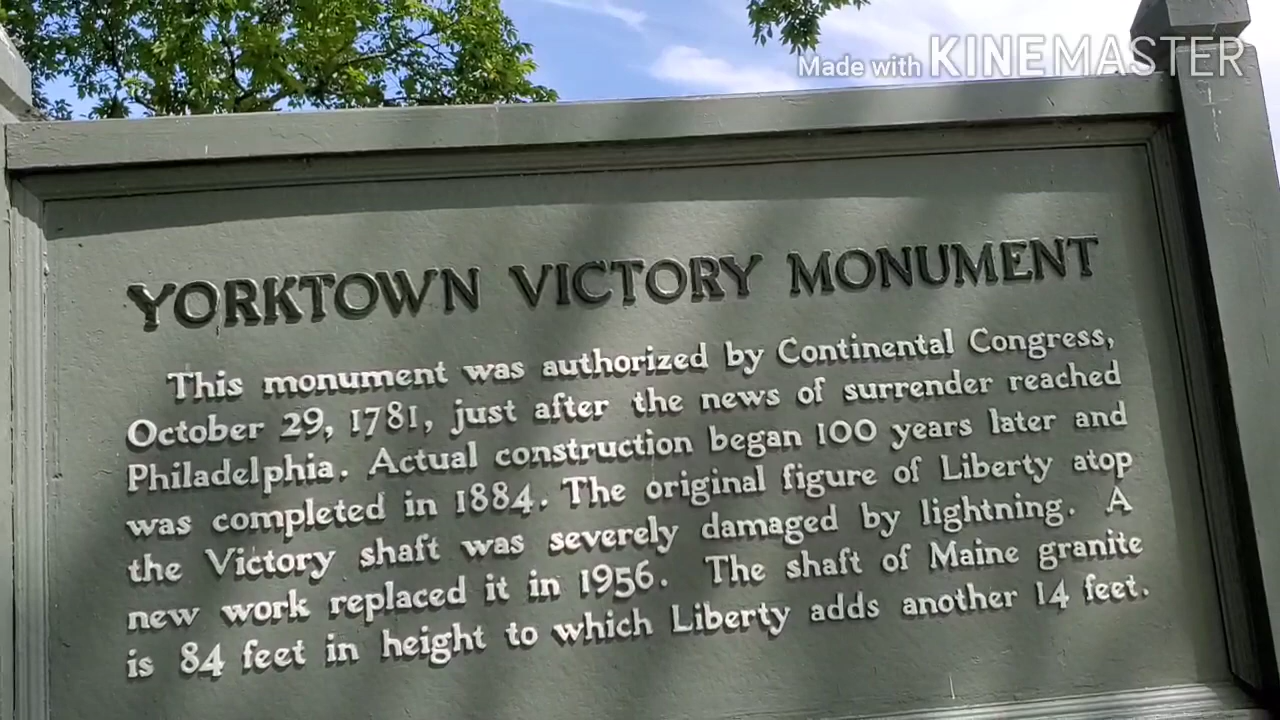 Made with KINEMASTER
YORKTOWN VICTORY MONUMENT
This monument was authorized by Continental Congress,
October 29, 1781, just after the news of surrender reached
Philadelphia. Actual construction began 100 years later and
was completed in 1884. The original figure of Liberty atop
the Victory shaft was severely damaged by lightning. A
new work replaced it in 1956. The shaft of Maine granite
is 84 feet in height to which Liberty adds another 14 feet.